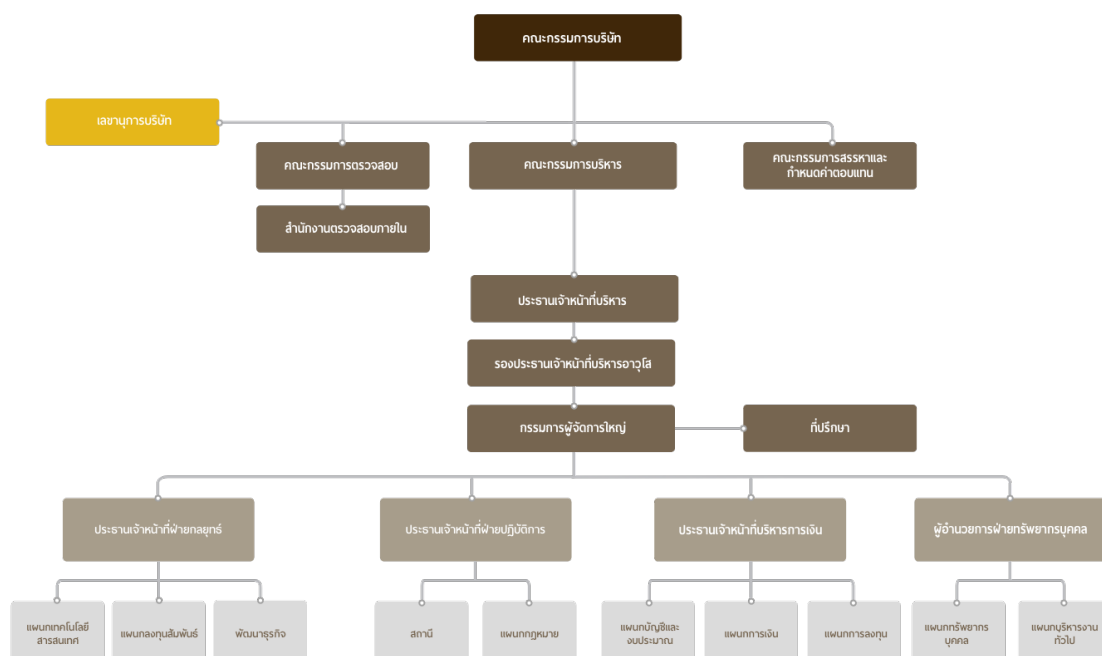 คณะกรรมการบริษัท
เลขานุการบริษัท
คณะกรรมการตรวจสอบ
คณะกรรมการบริหาร
คณะกรรมการสรรหาและ
กำหนดค่าตอบแทน
สำนักงานตรวจสอบภายใน
ประธานเจ้าหน้าที่บริหาร
รองประธานเจ้าหน้าที่บริหารอาวุโส
กรรมการผู้จัดการใหญ่
ที่ปรึกษา
ประธานเจ้าหน้าที่ฝ่ายกลยุทธ์
ประธานเจ้าหน้าที่ฝ่ายปฏิบัติการ
ประธานเจ้าหน้าที่บริหารการเงิน
ผู้อำนวยการฝ่ายทรัพยากรบุคคล
แผนกเทคโนโลยี
สารสนเทศ
แผนกลงทุนสัมพันธ์
พัฒนาธุรกิจ
สถานี
แผนกกฎหมาย
แผนกบัญชีและ
งบประมาณ
แผนกการเงิน
แผนกการลงทุน
แผนกทรัพยากร
บุคคล
แผนกบริหารงาน
ทั่วไป